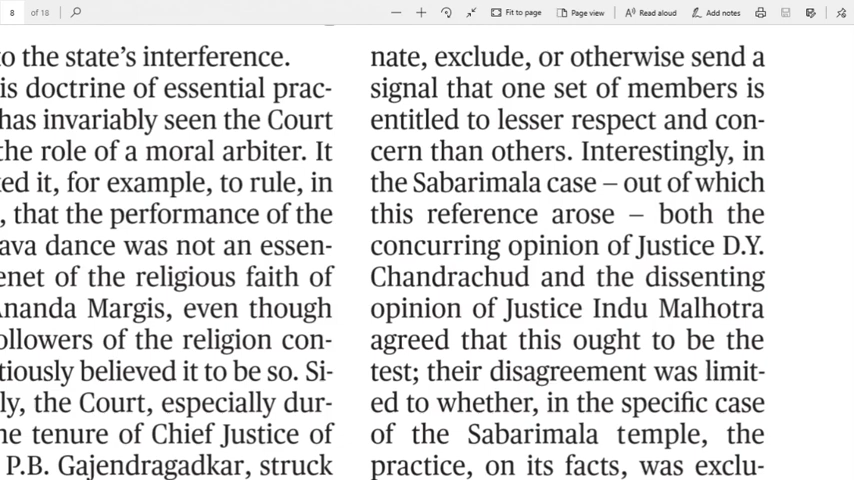 8 of 18 Fit to page Page view Read aloud Add notes
to the state's interference.
is doctrine of essential prac-
has invariably seen the Court
the role of a moral arbiter. It
ed it, for example, to rule, in
, that the performance of the
ava dance was not an essen-
enet of the religious faith of
Ananda Margis, even though
ollowers of the religion con-
tiously believed it to be so. Si-
ly, the Court, especially dur-
he tenure of Chief Justice of
P.B. Gajendragadkar, struck
nate, exclude, or otherwise send a
signal that one set of members is
entitled to lesser respect and con-
cern than others. Interestingly, in
the Sabarimala case – out of which
this reference arose – both the
concurring opinion of Justice D.Y.
Chandrachud and the dissenting
opinion of Justice Indu Malhotra
agreed that this ought to be the
test; their disagreement was limit-
ed to whether, in the specific case
of the Sabarimala temple, the
practice, on its facts, was exclu-